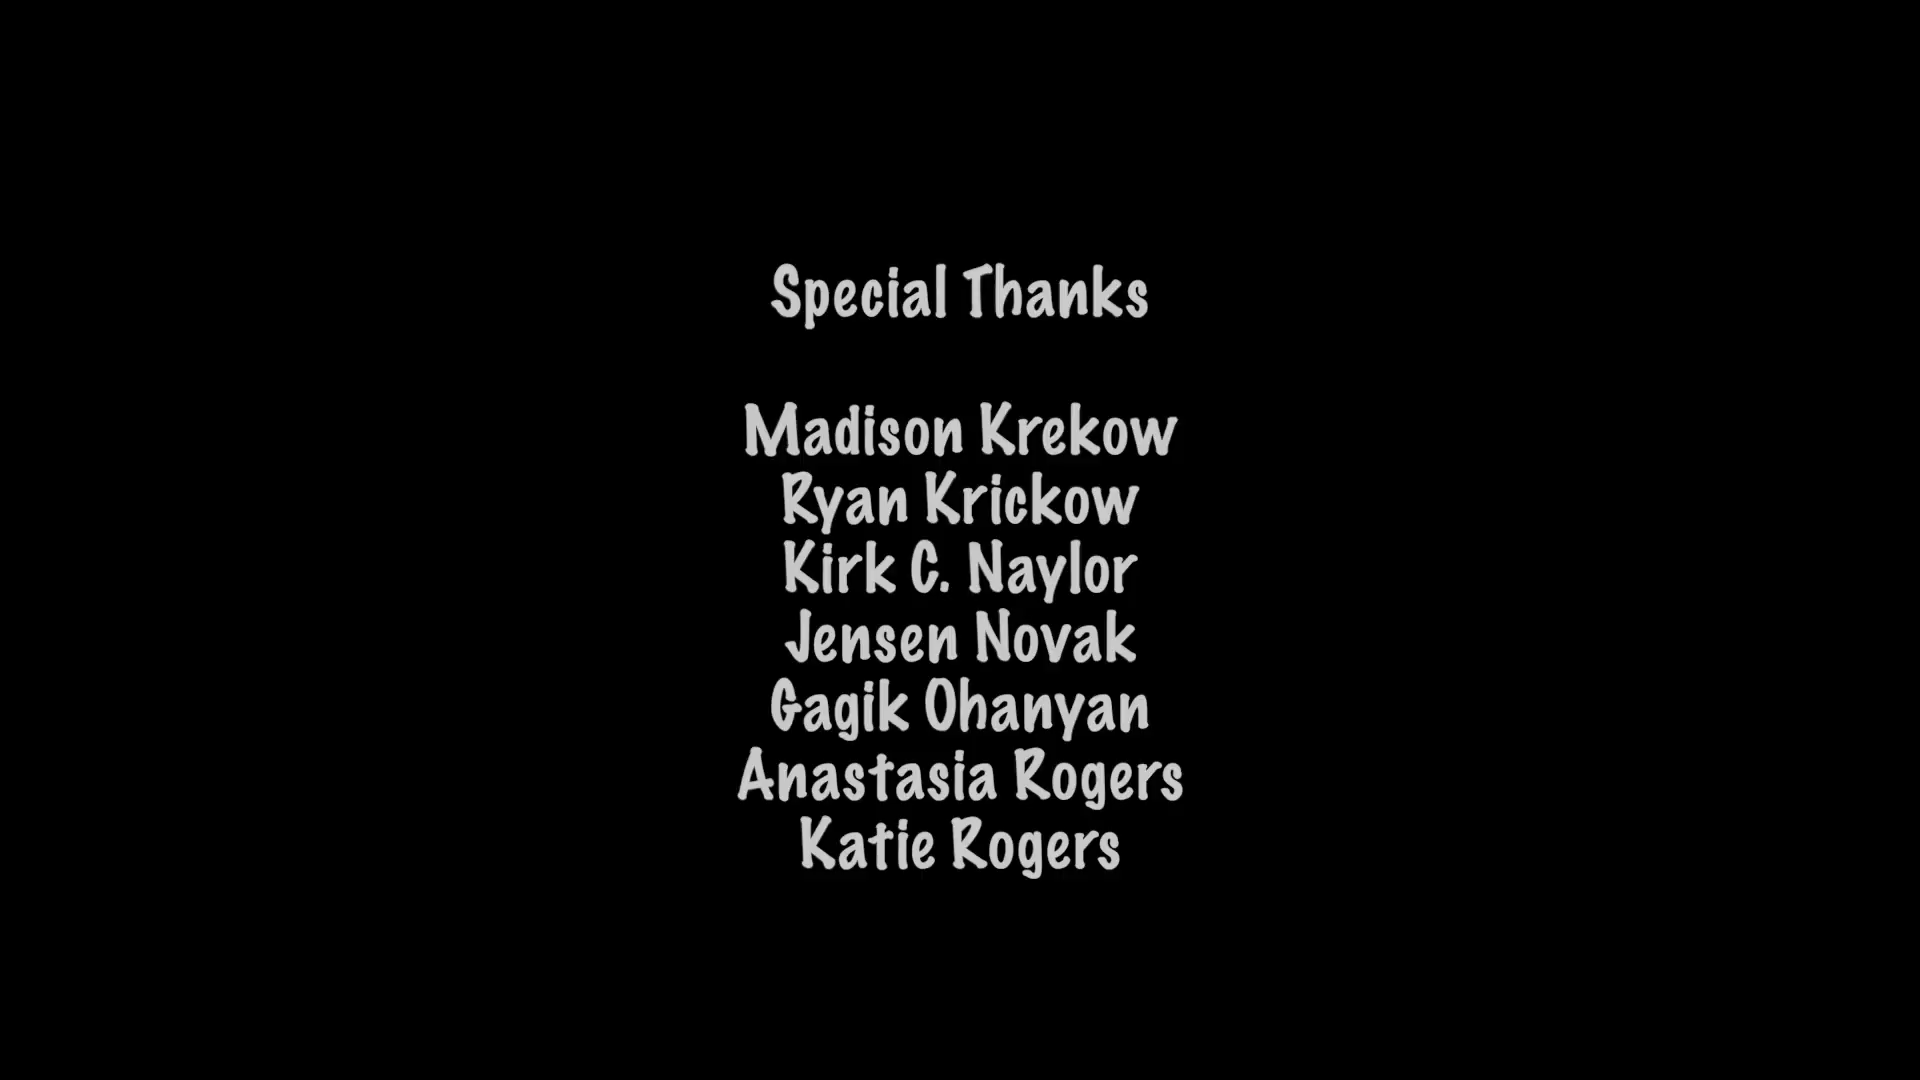 Special Thanks
Madison Krekow
Ryan Krickow
Kirk C. Naylor
Jensen Novak
Gagik Ohanyan
Anastasia Rogers
Katie Rogers